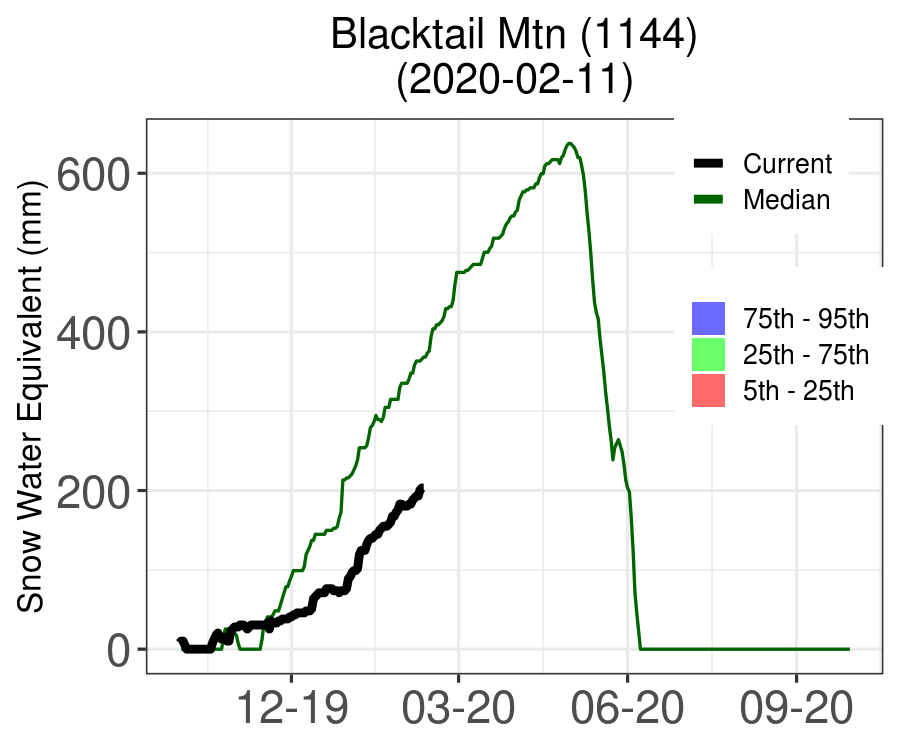 Blacktail Mtn (1144)
(2020-02-11)
Snow Water Equivalent (mm)
600
400
200
0
12-19
03-20
06-20
09-20
Current
Median
75th - 95th
25th - 75th
5th - 25th